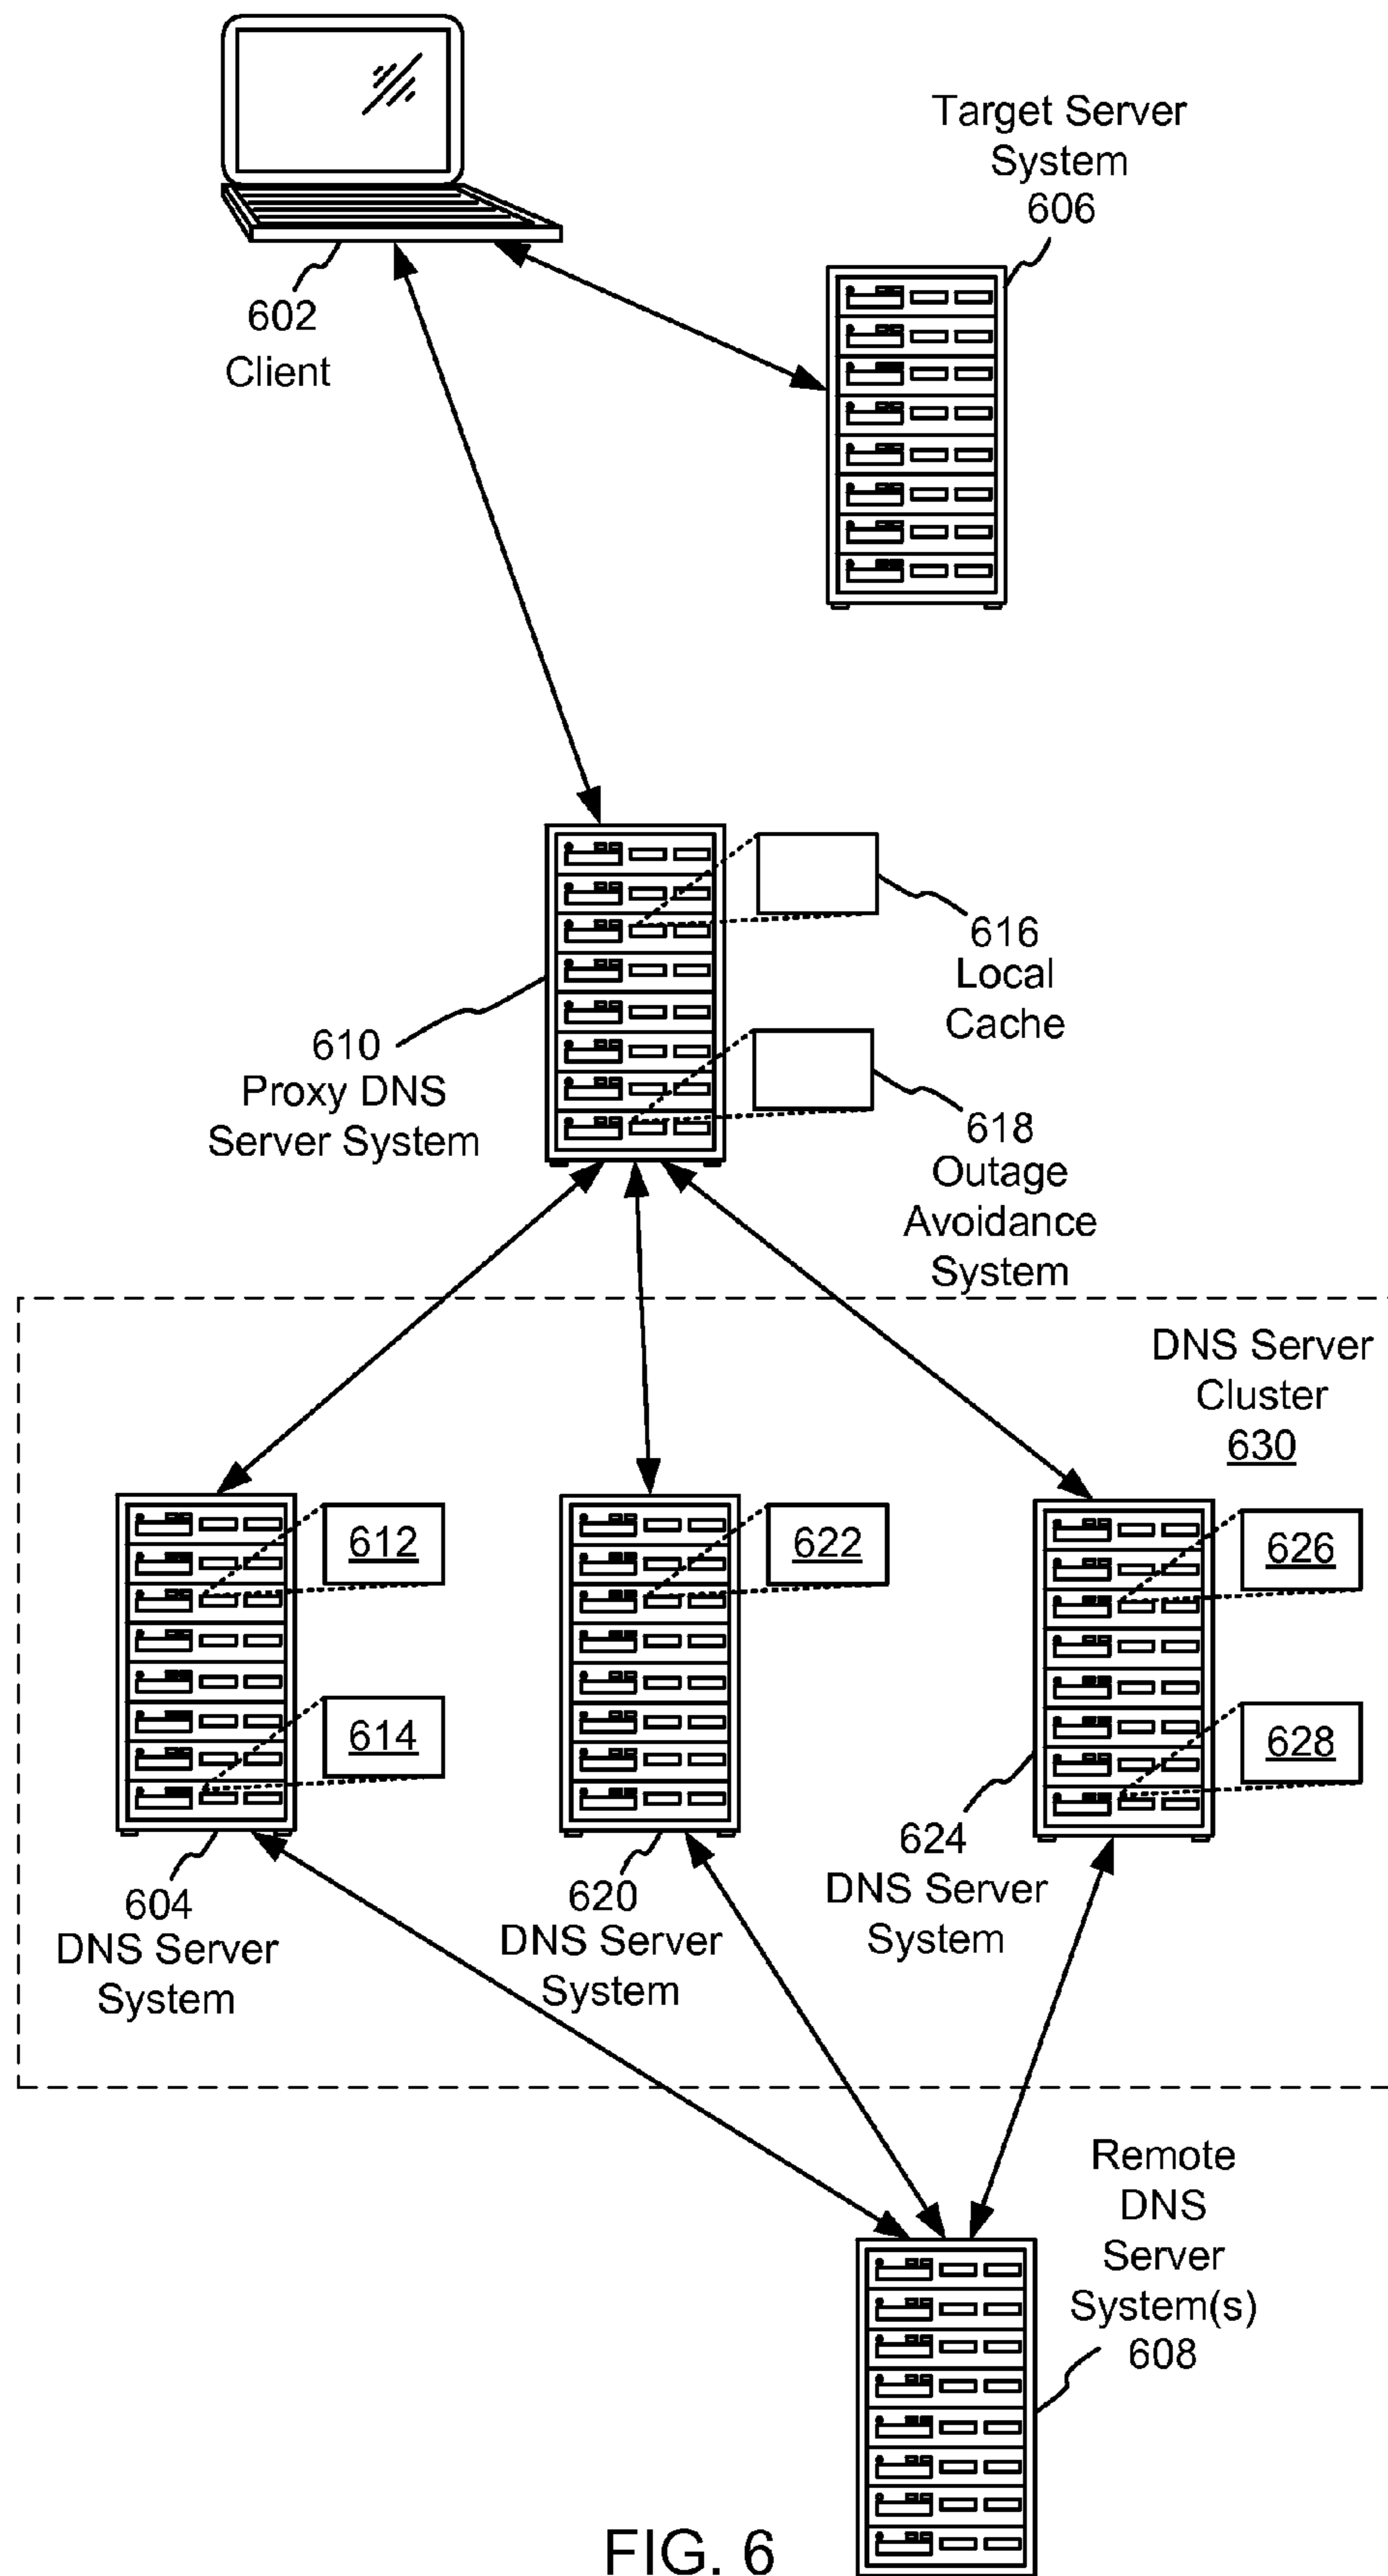 Target Server
System
606
602
Client
616
Local
Cache
610
Proxy DNS
Server System
618
Outage
Avoidance
System
DNS Server
Cluster
630
612
622
626
614
628
604
DNS Server
System
620
DNS Server
System
624
DNS Server
System
Remote
DNS
Server
System(s)
608
FIG. 6